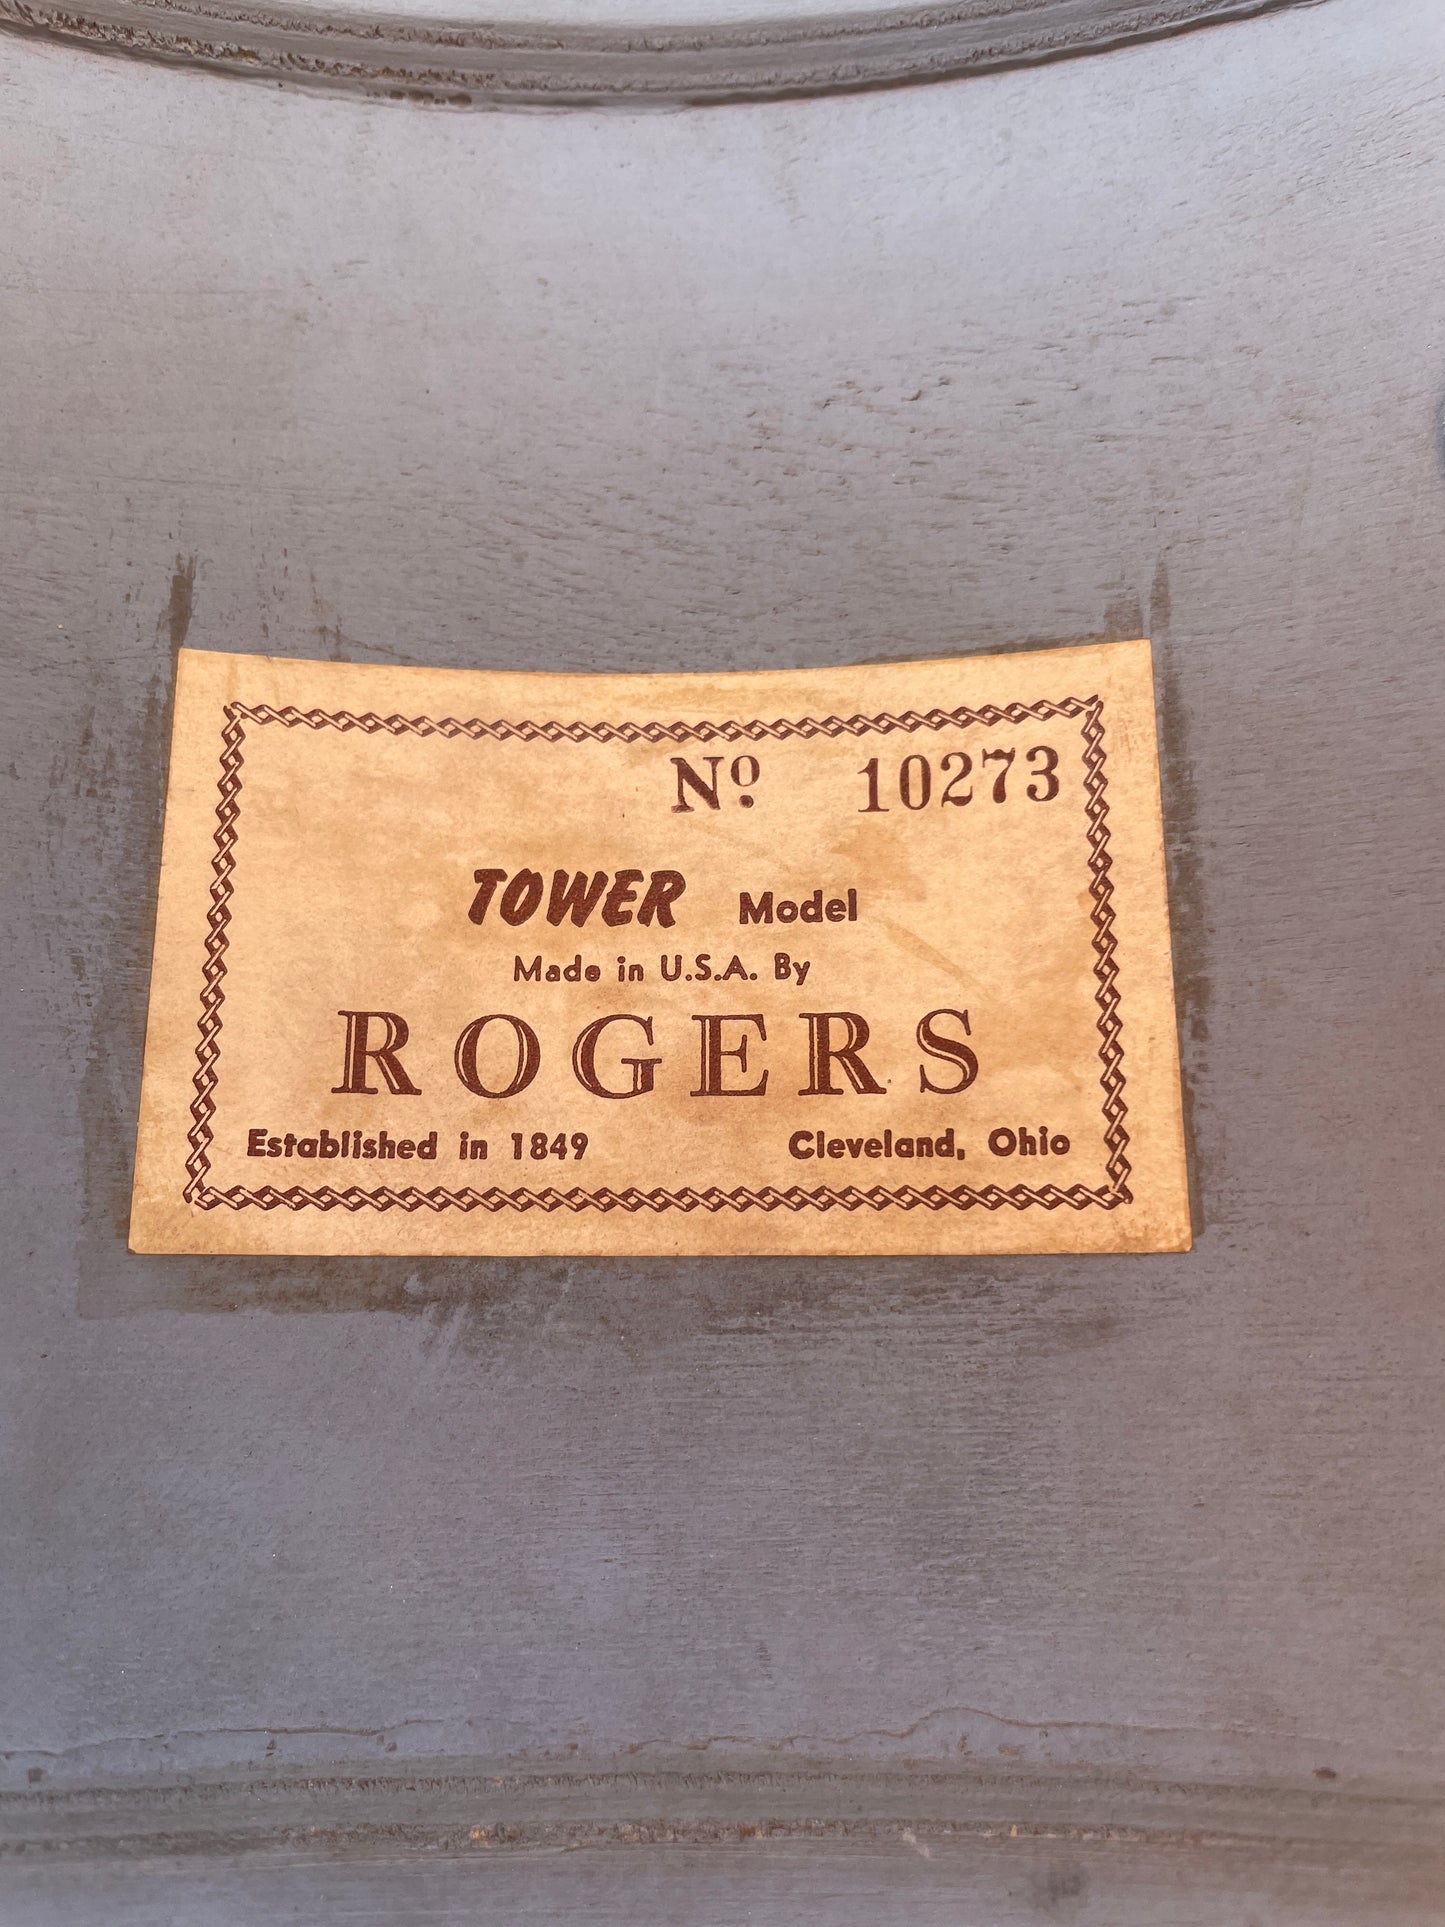 Nº 10273
TOWER Model
Made in U.S.A. By
ROGERS
Established in 1849 Cleveland, Ohio